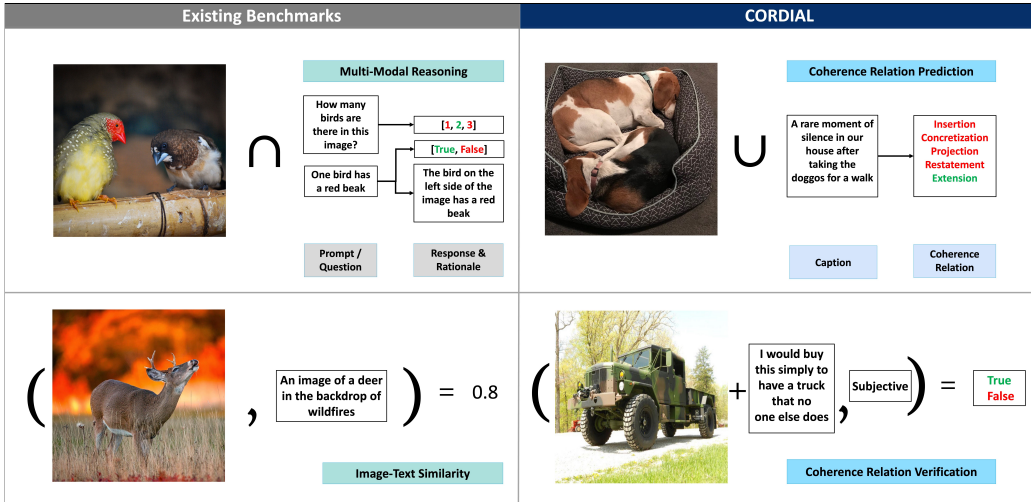 Existing Benchmarks
CORDIAL
Multi-Modal Reasoning
How many
birds are
there in this
image?
[1, 2, 3]
[True, False]
One bird has
a red beak
The bird on the
left side of the
image has a red
beak
Prompt /
Question
Response &
Rationale
∩
Coherence Relation Prediction
∪
A rare moment of
silence in our
house after
taking the
doggos for a walk
Insertion
Concretization
Projection
Restatement
Extension
Caption
Coherence
Relation
( , An image of a deer
in the backdrop of
wildfires ) = 0.8
Image-Text Similarity
( + I would buy
this simply to
have a truck
that no
one else does
, Subjective ) =
True
False
Coherence Relation Verification